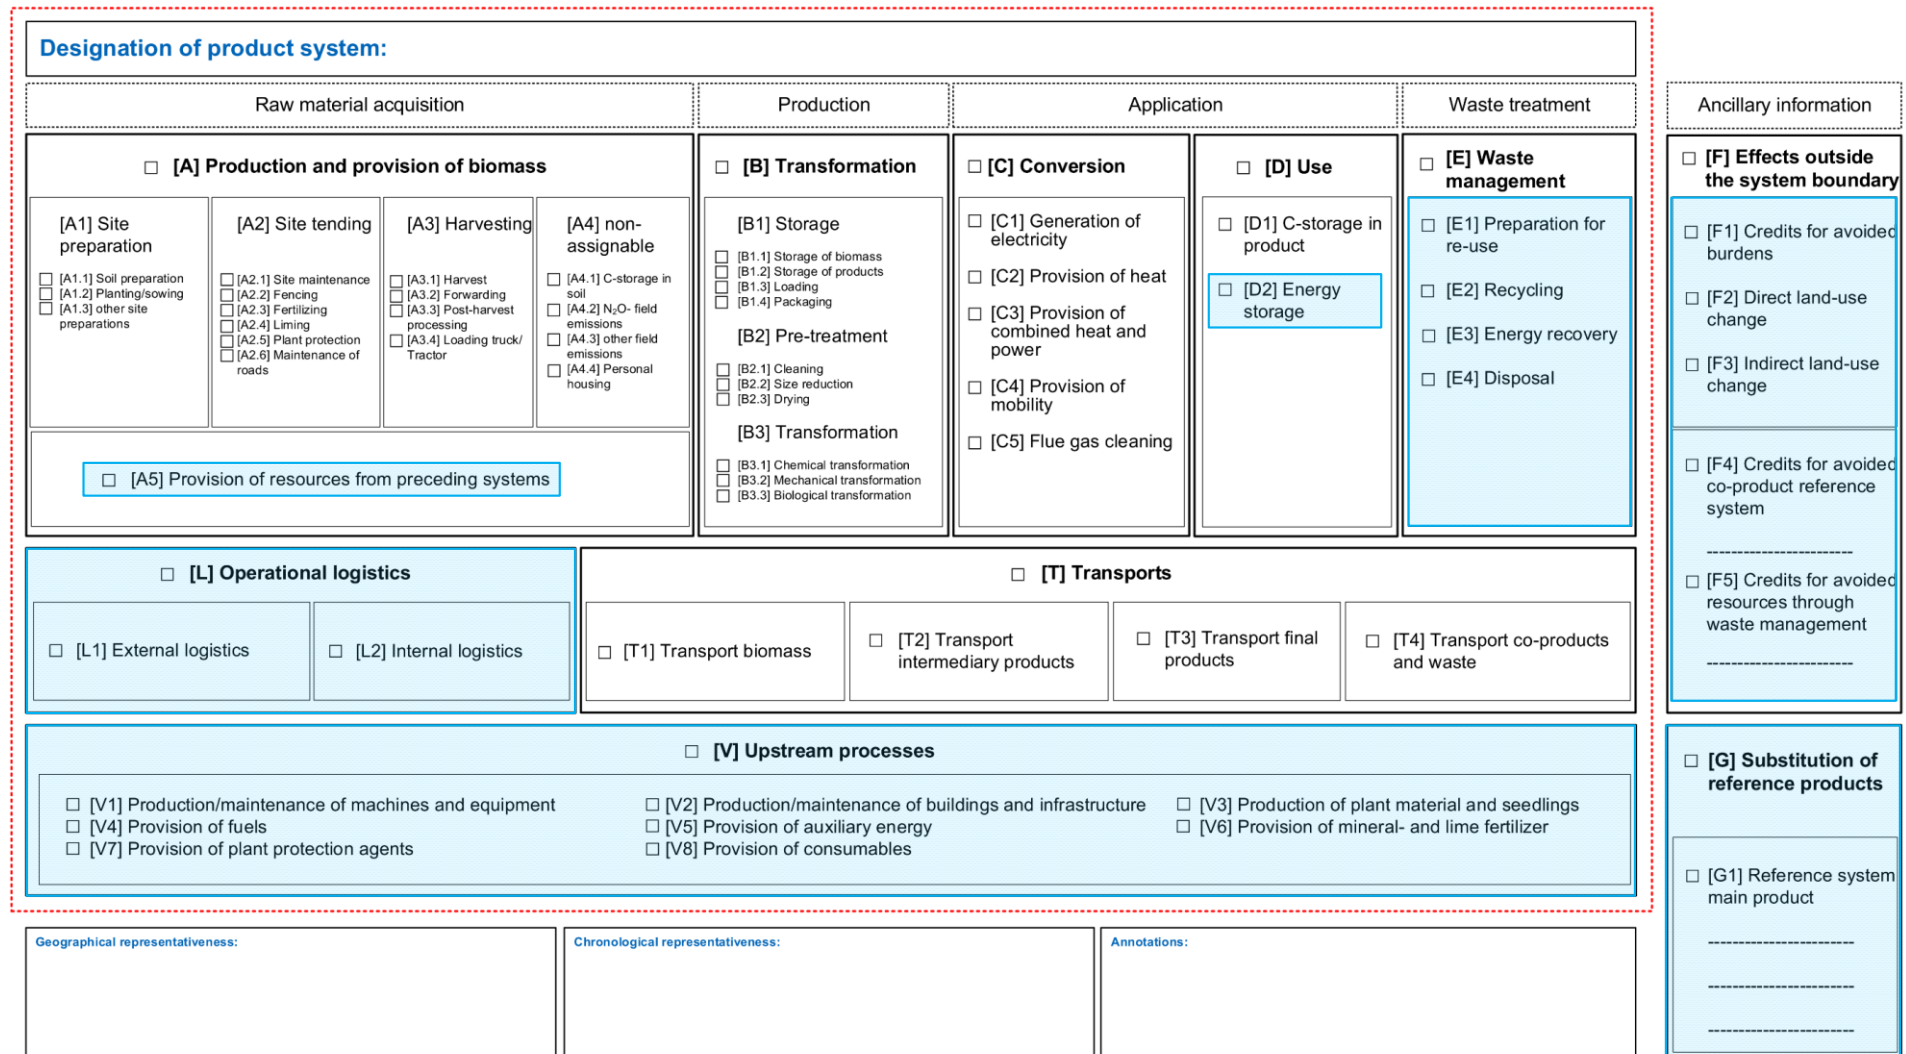 Designation of product system:
Raw material acquisition
Production
Application
Waste treatment
Ancillary information
[A] Production and provision of biomass
[A1] Site
preparation
[A1.1] Soil preparation
[A1.2] Planting/sowing
[A1.3] other site
preparations
[A2] Site tending
[A2.1] Site maintenance
[A2.2] Fencing
[A2.3] Fertilizing
[A2.4] Liming
[A2.5] Plant protection
[A2.6] Maintenance of
roads
[A3] Harvesting
[A3.1] Harvest
[A3.2] Forwarding
[A3.3] Post-harvest
processing
[A3.4] Loading truck/
Tractor
[A4] non-
assignable
[A4.1] C-storage in
soil
[A4.2] N₂O- field
emissions
[A4.3] other field
emissions
[A4.4] Personal
housing
[A5] Provision of resources from preceding systems
[B] Transformation
[B1] Storage
[B1.1] Storage of biomass
[B1.2] Storage of products
[B1.3] Loading
[B1.4] Packaging
[B2] Pre-treatment
[B2.1] Cleaning
[B2.2] Size reduction
[B2.3] Drying
[B3] Transformation
[B3.1] Chemical transformation
[B3.2] Mechanical transformation
[B3.3] Biological transformation
[C] Conversion
[C1] Generation of
electricity
[C2] Provision of heat
[C3] Provision of
combined heat and
power
[C4] Provision of
mobility
[C5] Flue gas cleaning
[D] Use
[D1] C-storage in
product
[D2] Energy
storage
[E] Waste
management
[E1] Preparation for
re-use
[E2] Recycling
[E3] Energy recovery
[E4] Disposal
[F] Effects outside
the system boundary
[F1] Credits for avoided
burdens
[F2] Direct land-use
change
[F3] Indirect land-use
change
[F4] Credits for avoided
co-product reference
system
[F5] Credits for avoided
resources through
waste management
[L] Operational logistics
[L1] External logistics
[L2] Internal logistics
[T] Transports
[T1] Transport biomass
[T2] Transport
intermediary products
[T3] Transport final
products
[T4] Transport co-products
and waste
[V] Upstream processes
[V1] Production/maintenance of machines and equipment
[V2] Production/maintenance of buildings and infrastructure
[V3] Production of plant material and seedlings
[V4] Provision of fuels
[V5] Provision of auxiliary energy
[V6] Provision of mineral- and lime fertilizer
[V7] Provision of plant protection agents
[V8] Provision of consumables
[G] Substitution of
reference products
[G1] Reference system
main product
Geographical representativeness:
Chronological representativeness:
Annotations: